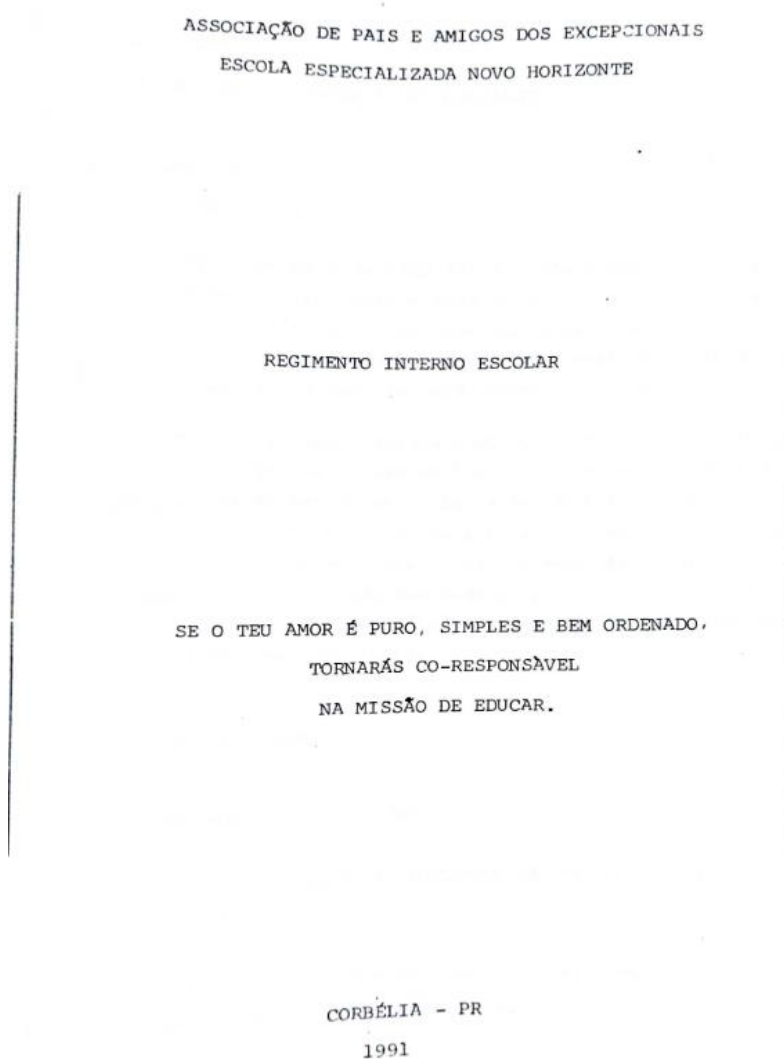 ASSOCIAÇÃO DE PAIS E AMIGOS DOS EXCEPCIONAIS
ESCOLA ESPECIALIZADA NOVO HORIZONTE
REGIMENTO INTERNO ESCOLAR
SE O TEU AMOR É PURO, SIMPLES E BEM ORDENADO,
TORNARÁS CO-RESPONSÀVEL
NA MISSÃO DE EDUCAR.
CORBÉLIA - PR
1991